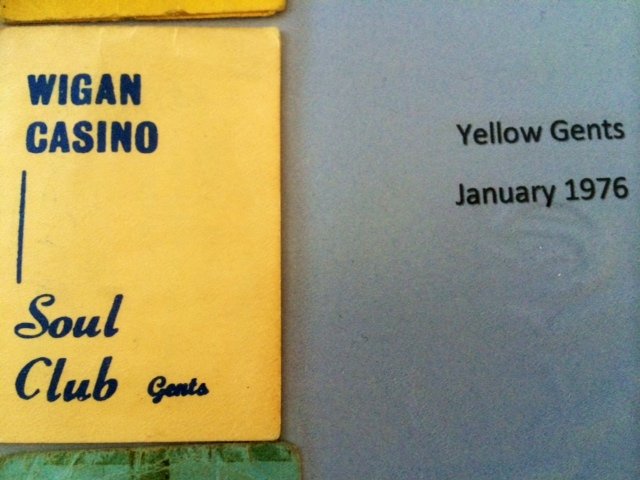 WIGAN
CASINO
Soul
Club Gents
Yellow Gents
January 1976